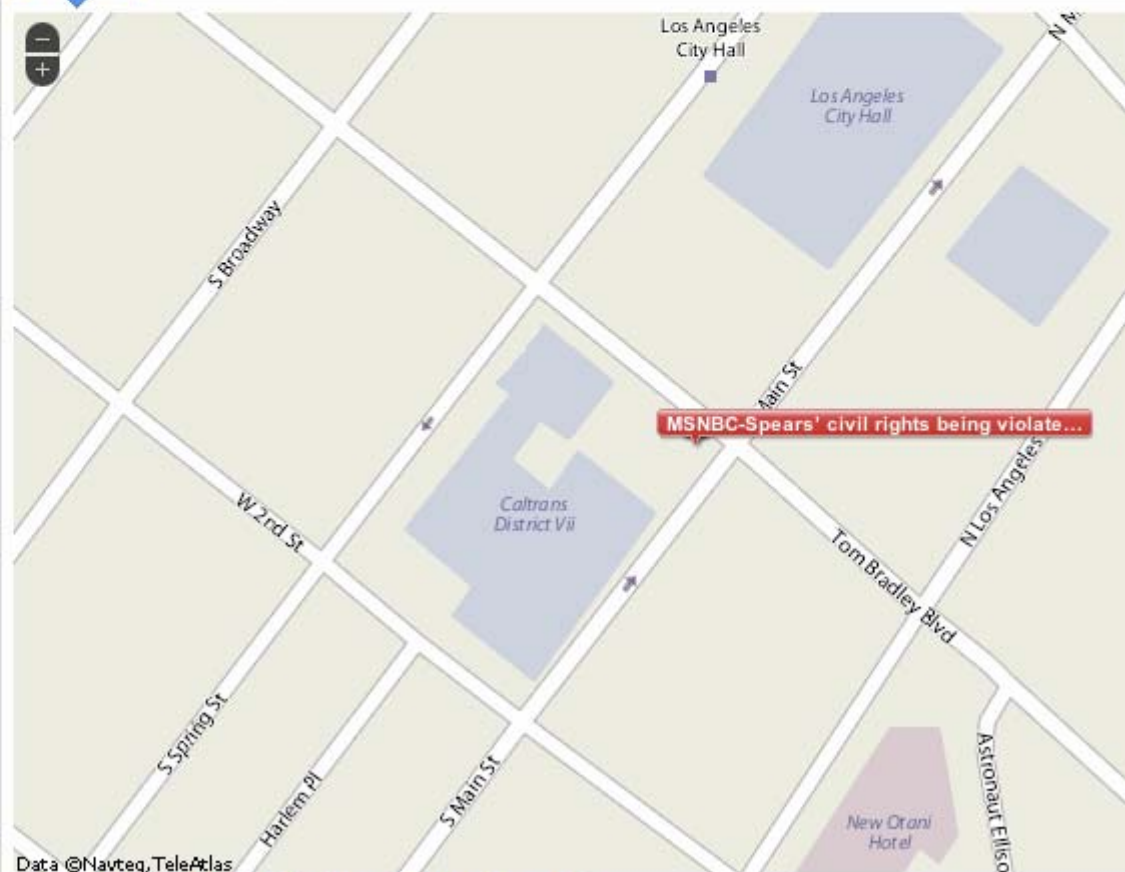 −
+
Los Angeles
City Hall
Los Angeles
City Hall
S Broadway
Main St
MSNBC-Spears' civil rights being violate...
N Los Angeles
Caltrans
District Vii
W 2nd St
Tom Bradley Blvd
S Spring St
Harlem Pl
S Main St
New Otani
Hotel
Astronaut Elliso
Data ©Navteq, TeleAtlas